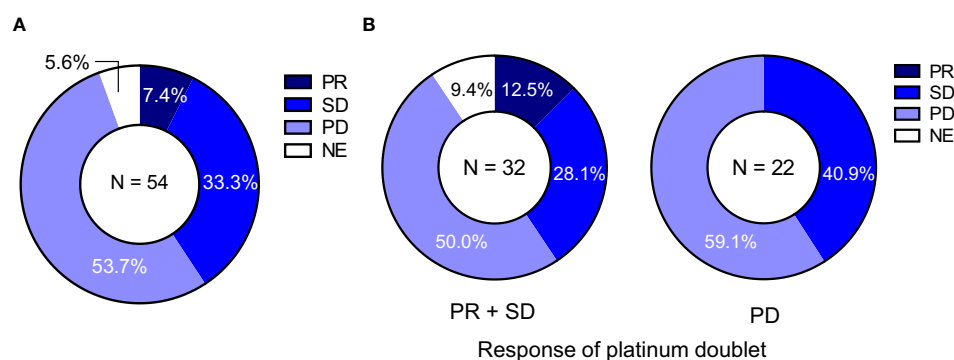 A
5.6%
7.4%
33.3%
53.7%
N = 54
PR
SD
PD
NE
B
9.4%
12.5%
28.1%
50.0%
N = 32
PR + SD
40.9%
59.1%
N = 22
PD
PR
SD
PD
NE
Response of platinum doublet